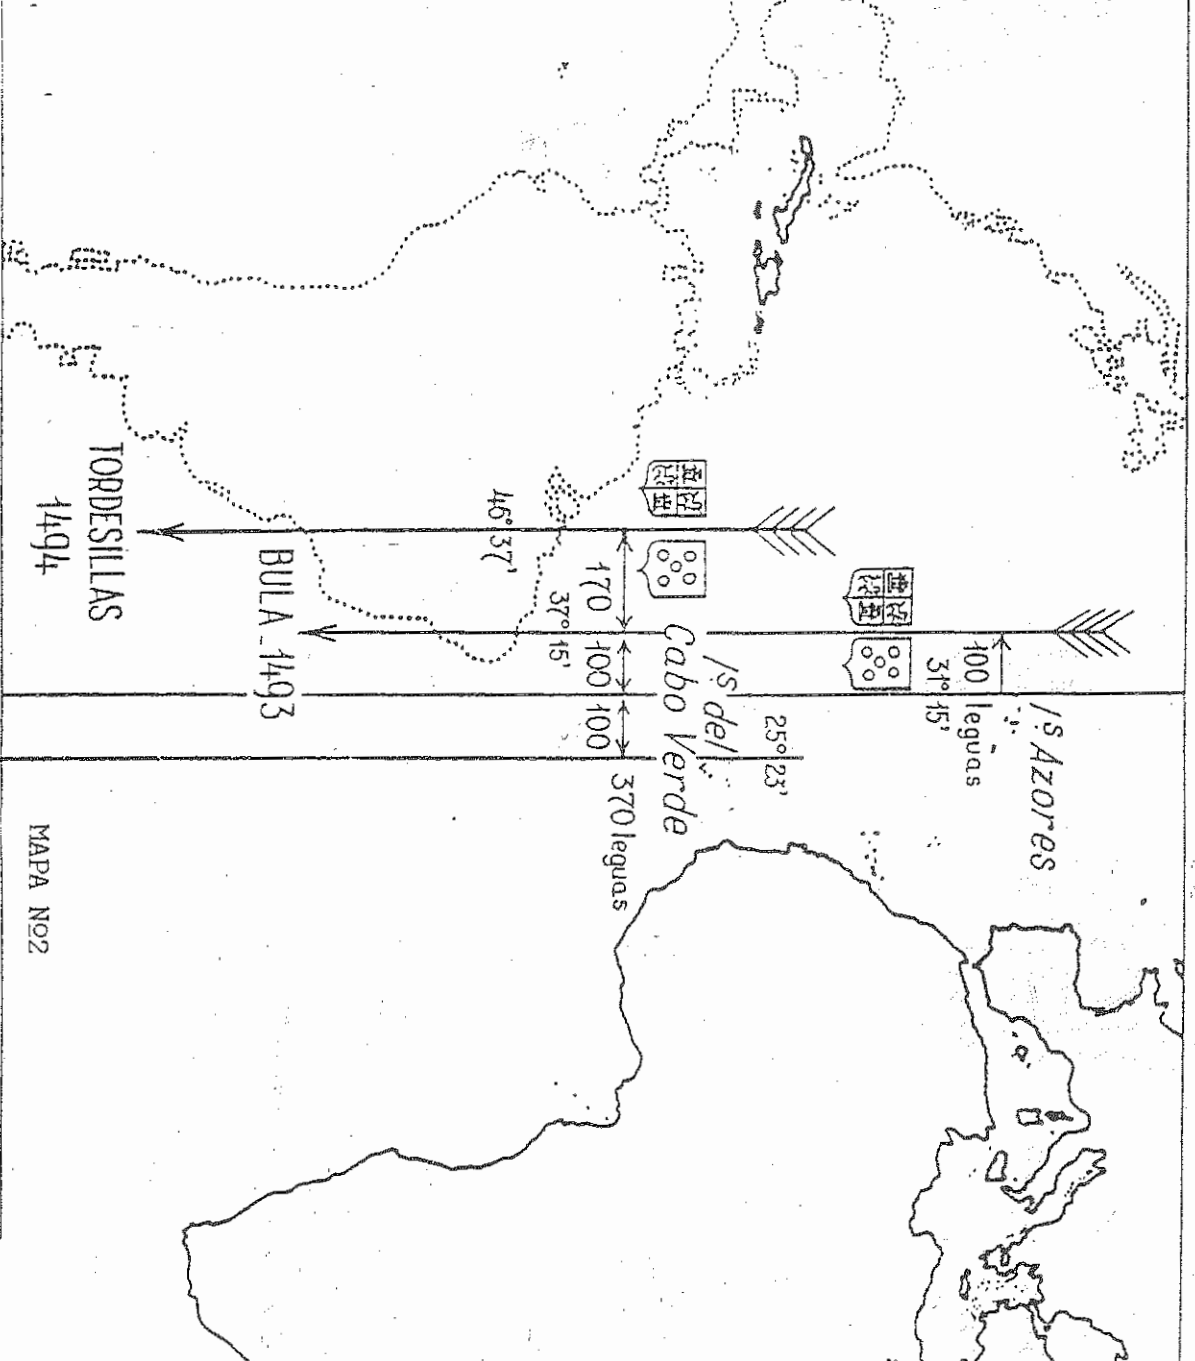 Iˢ Azores
100 leguas
31° 15'
25° 23'
Iˢ del
Cabo Verde
170
100
100
370 leguas
37° 15'
46° 37'
BULA - 1493
TORDESILLAS
1494
MAPA Nº2